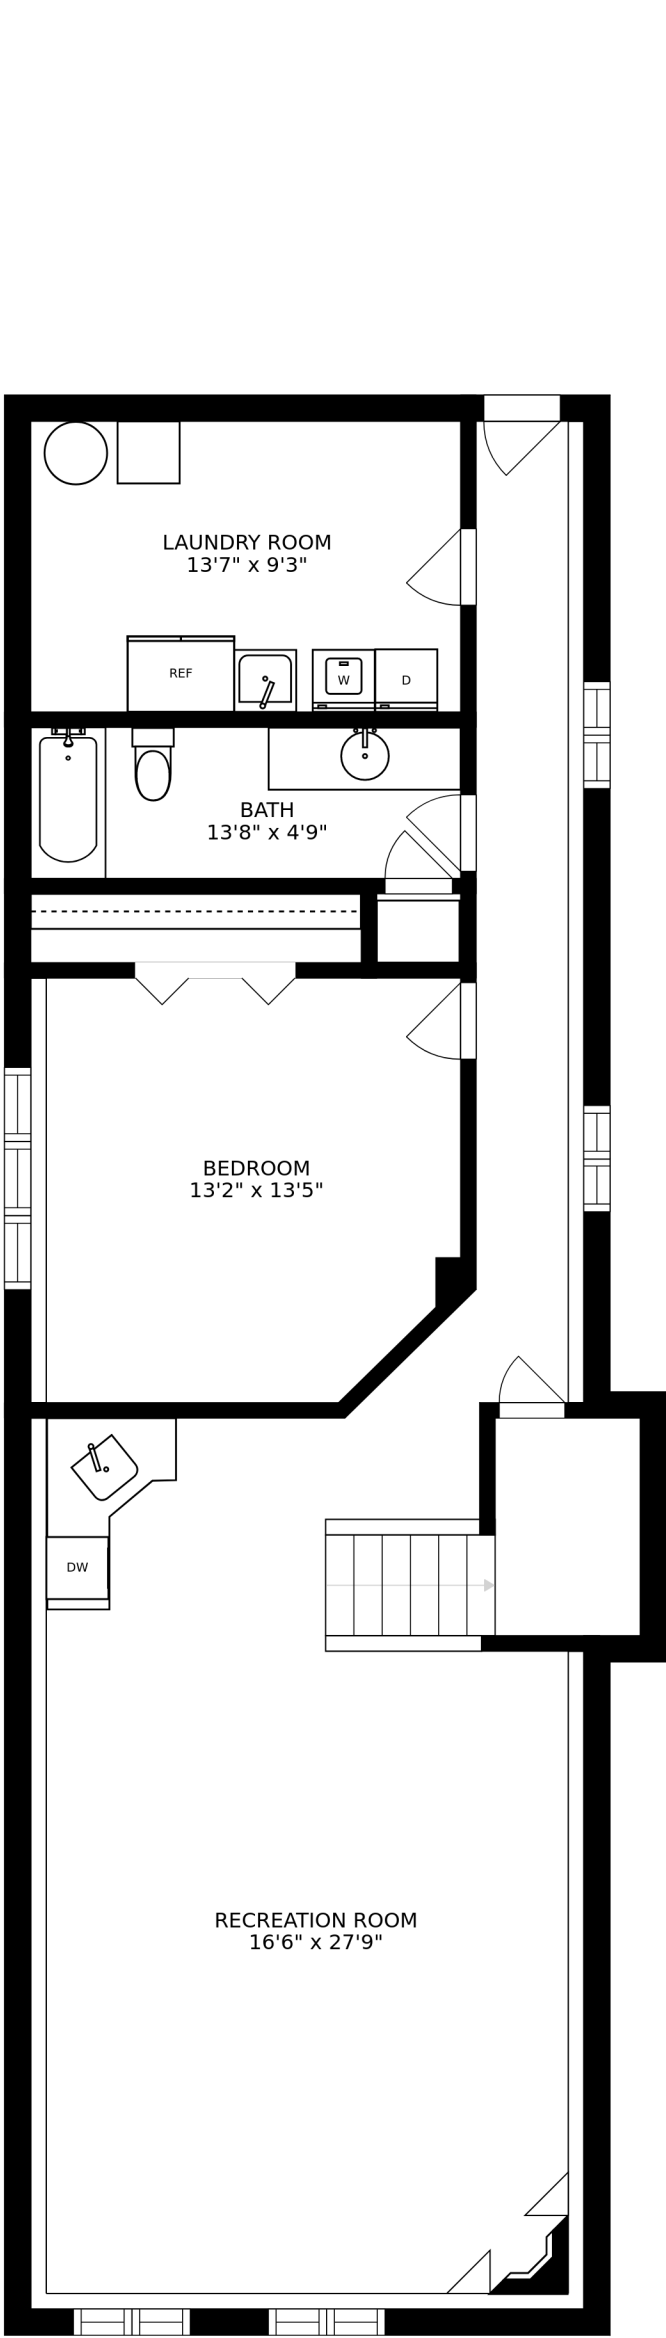 LAUNDRY ROOM
13'7" x 9'3"
REF
W
D
BATH
13'8" x 4'9"
BEDROOM
13'2" x 13'5"
DW
RECREATION ROOM
16'6" x 27'9"